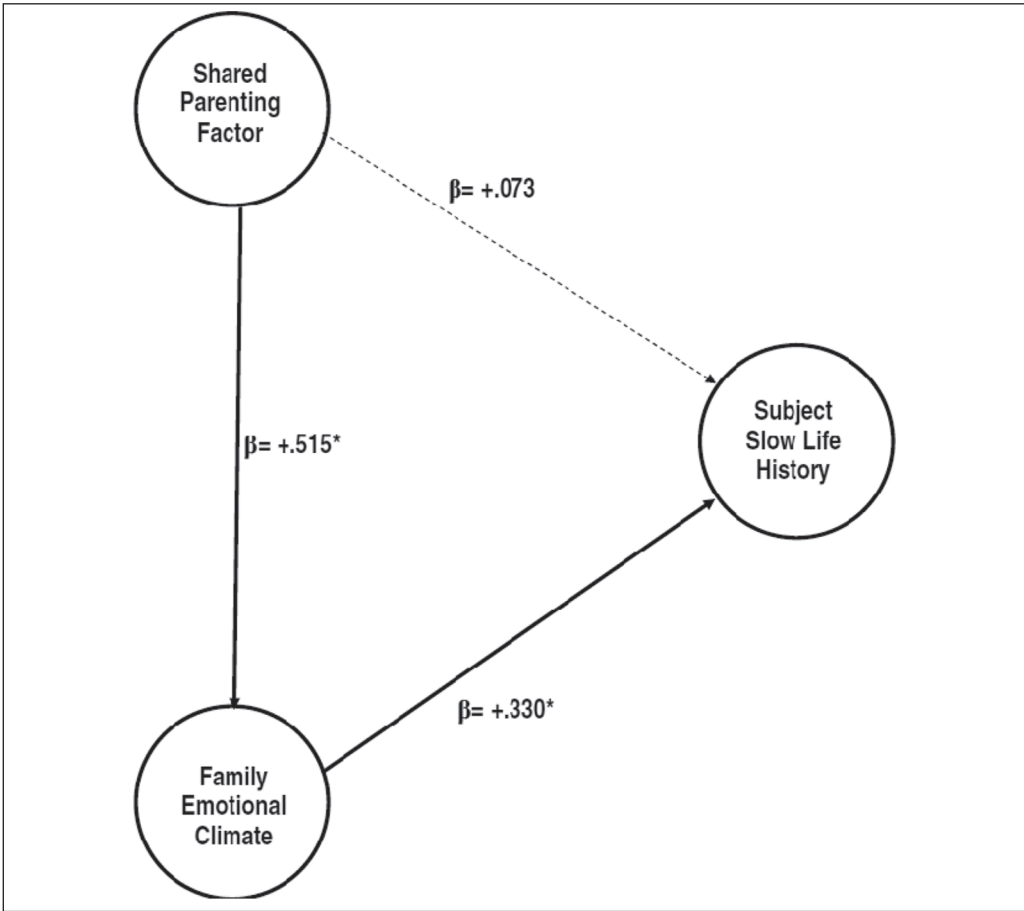 Shared
Parenting
Factor
β= +.073
Subject
Slow Life
History
β= +.515*
β= +.330*
Family
Emotional
Climate